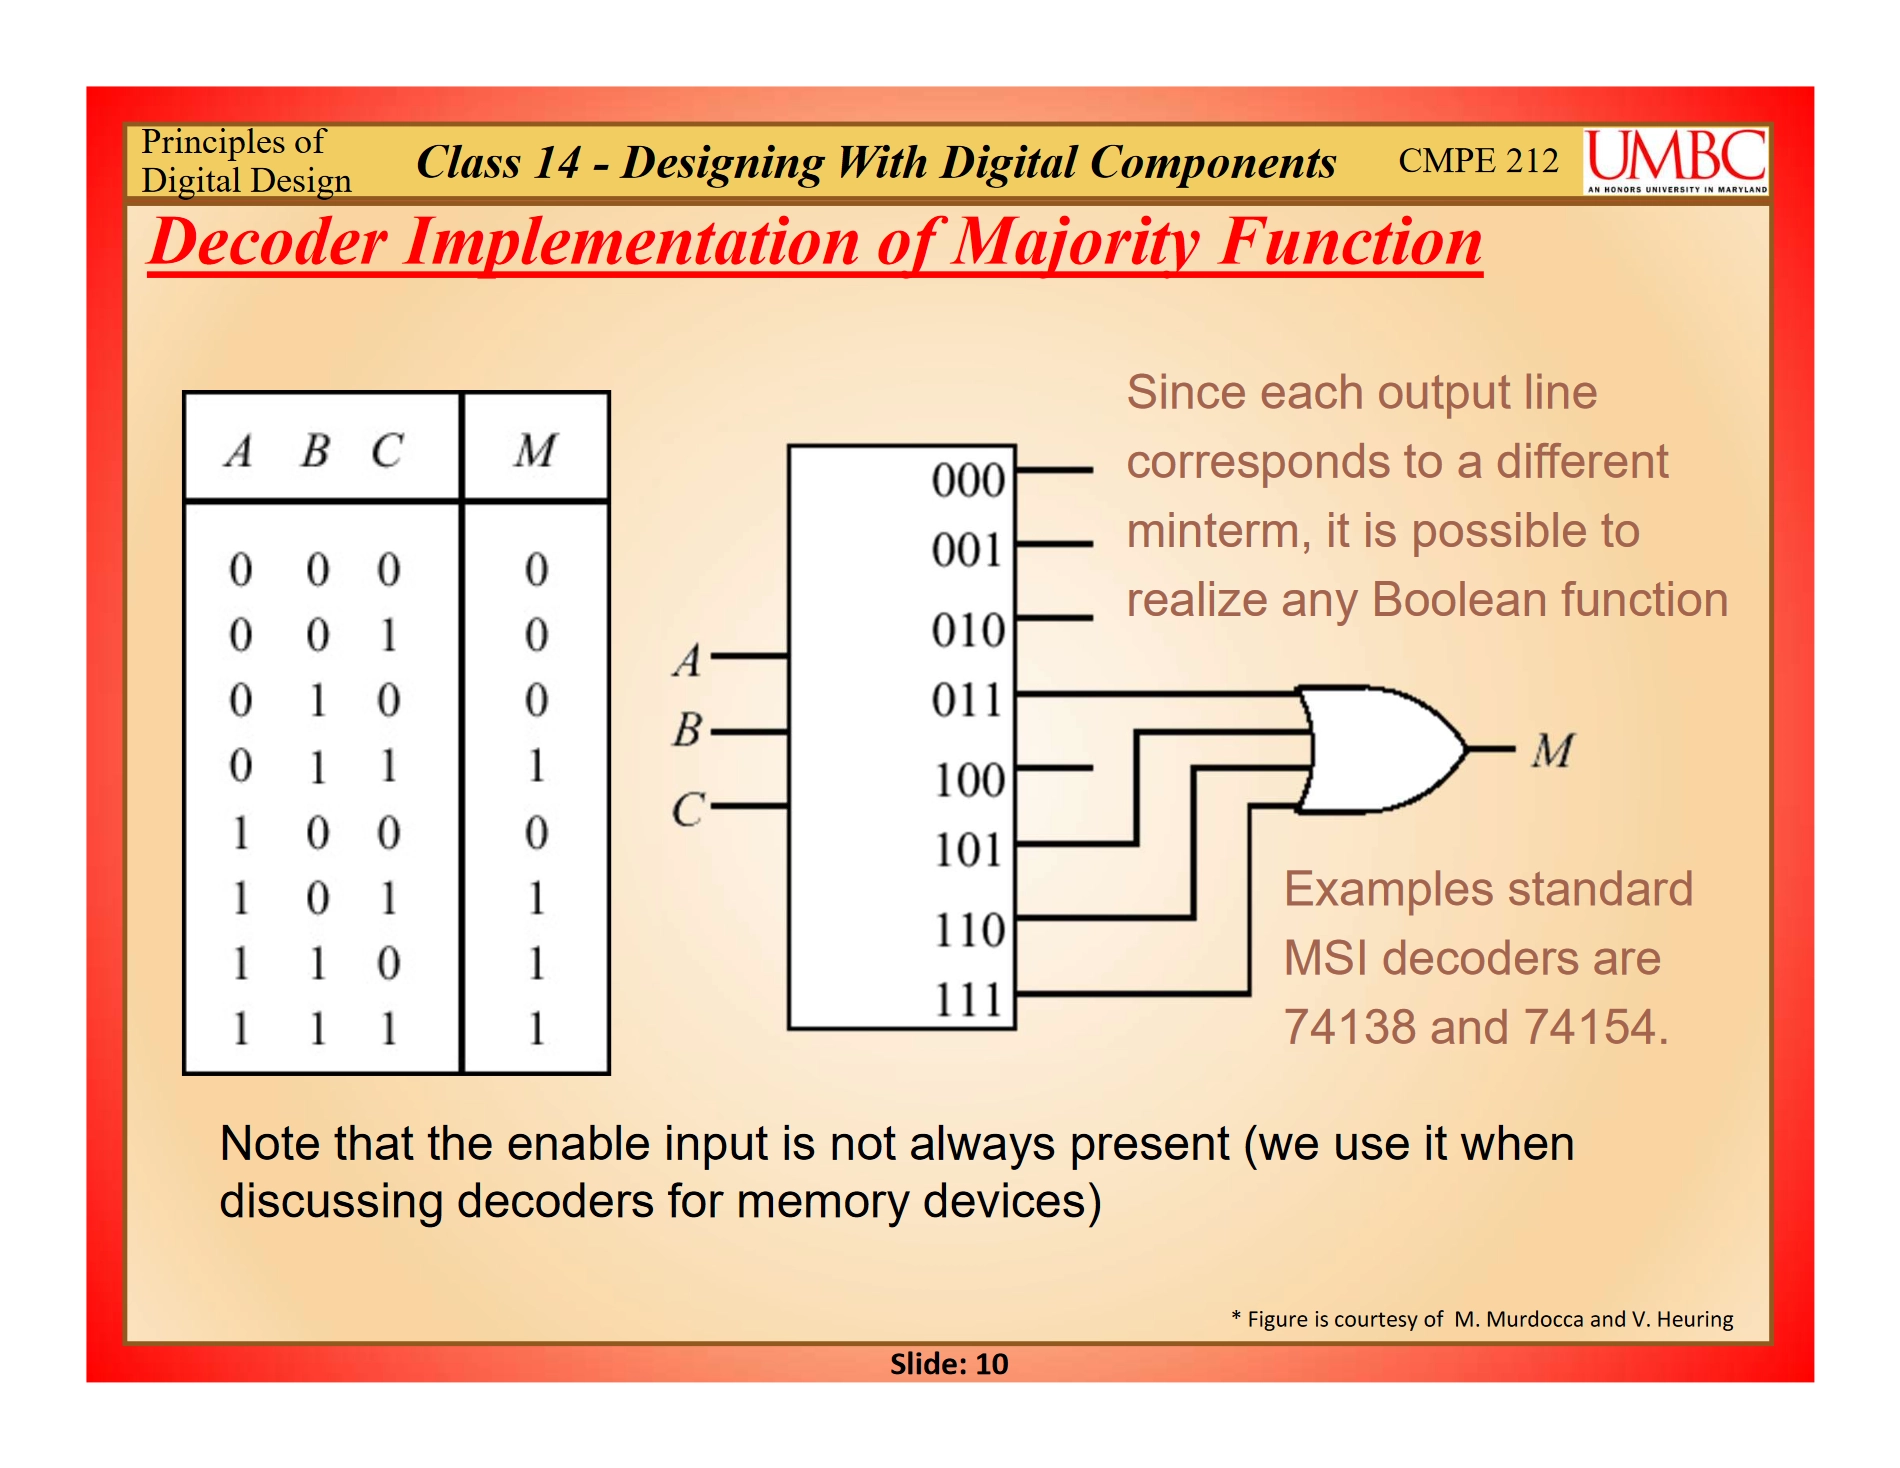 Principles of
Digital Design
Class 14 - Designing With Digital Components
CMPE 212
UMBC
AN HONORS UNIVERSITY IN MARYLAND
Decoder Implementation of Majority Function
A B C M
0 0 0 0
0 0 1 0
0 1 0 0
0 1 1 1
1 0 0 0
1 0 1 1
1 1 0 1
1 1 1 1
A
B
C
000
001
010
011
100
101
110
111
M
Since each output line
corresponds to a different
minterm, it is possible to
realize any Boolean function
Examples standard
MSI decoders are
74138 and 74154.
Note that the enable input is not always present (we use it when
discussing decoders for memory devices)
* Figure is courtesy of M. Murdocca and V. Heuring
Slide: 10